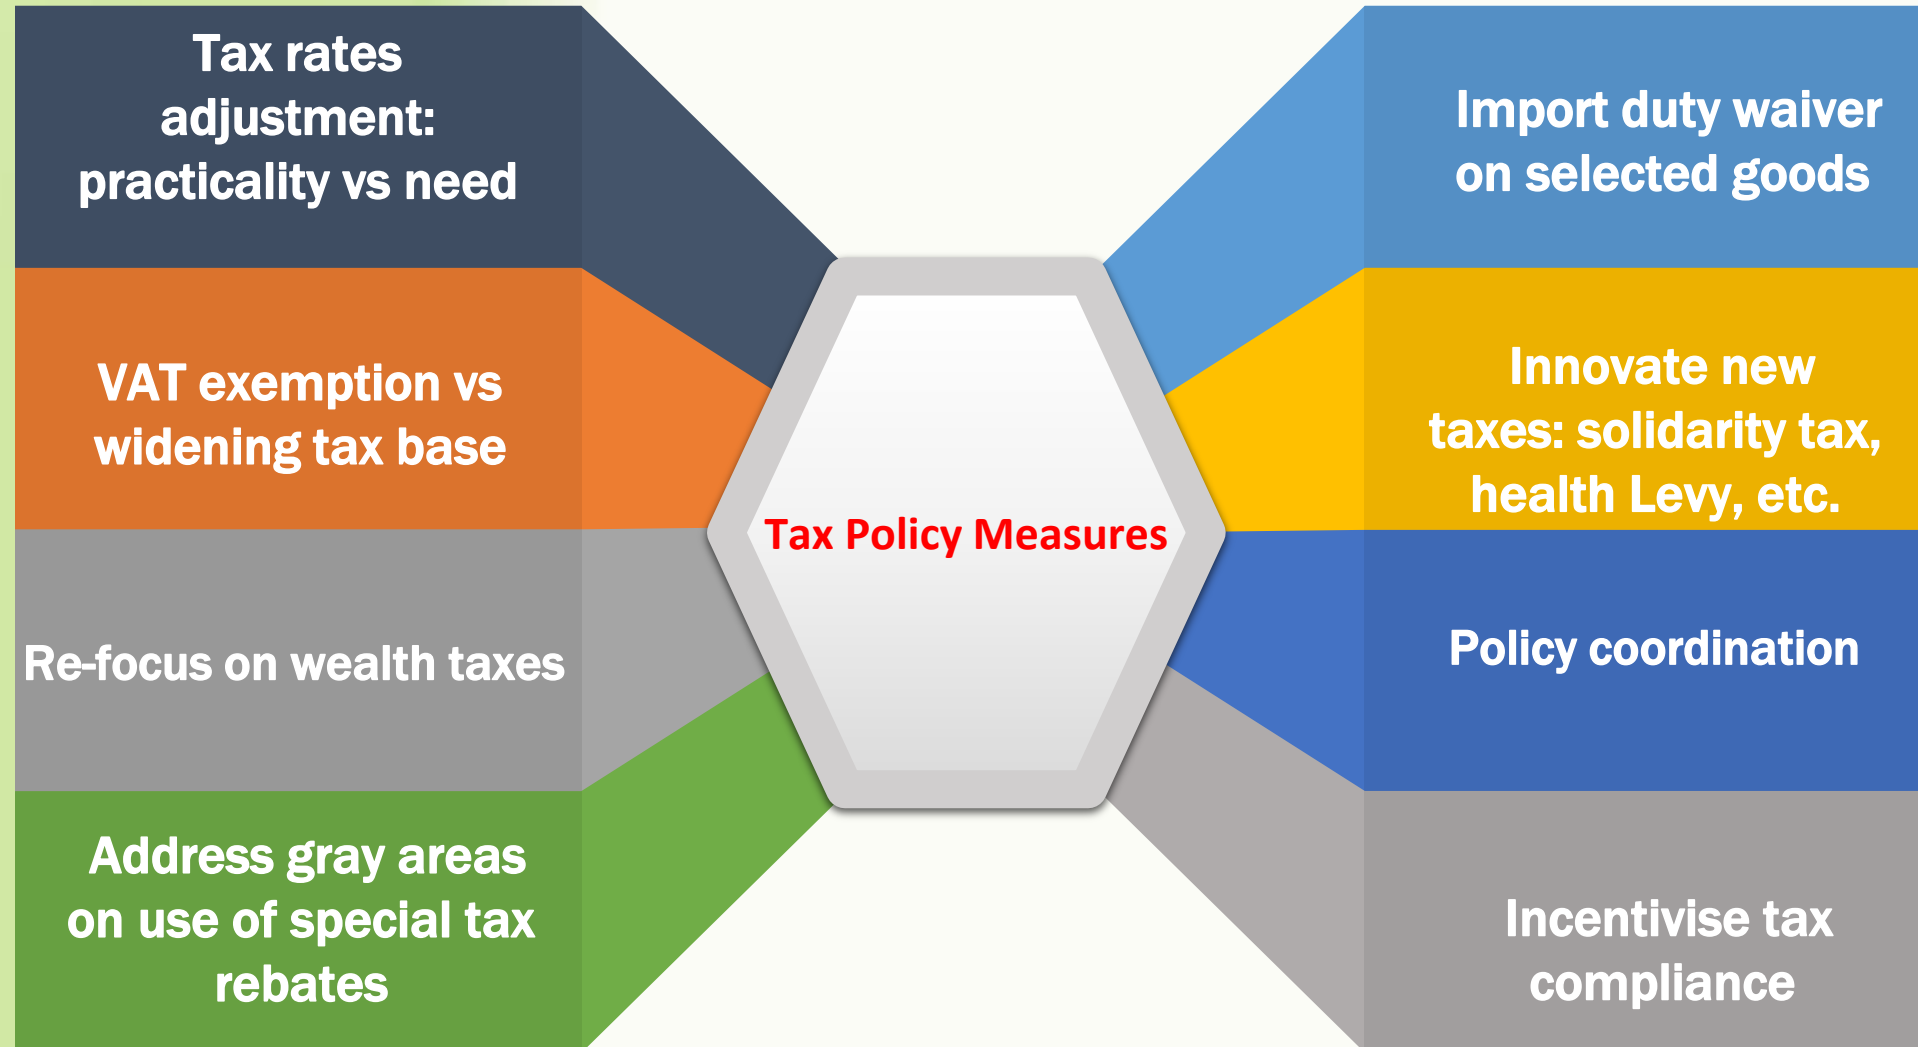 Tax rates
adjustment:
practicality vs need
VAT exemption vs
widening tax base
Re-focus on wealth taxes
Address gray areas
on use of special tax
rebates
Tax Policy Measures
Import duty waiver
on selected goods
Innovate new
taxes: solidarity tax,
health Levy, etc.
Policy coordination
Incentivise tax
compliance